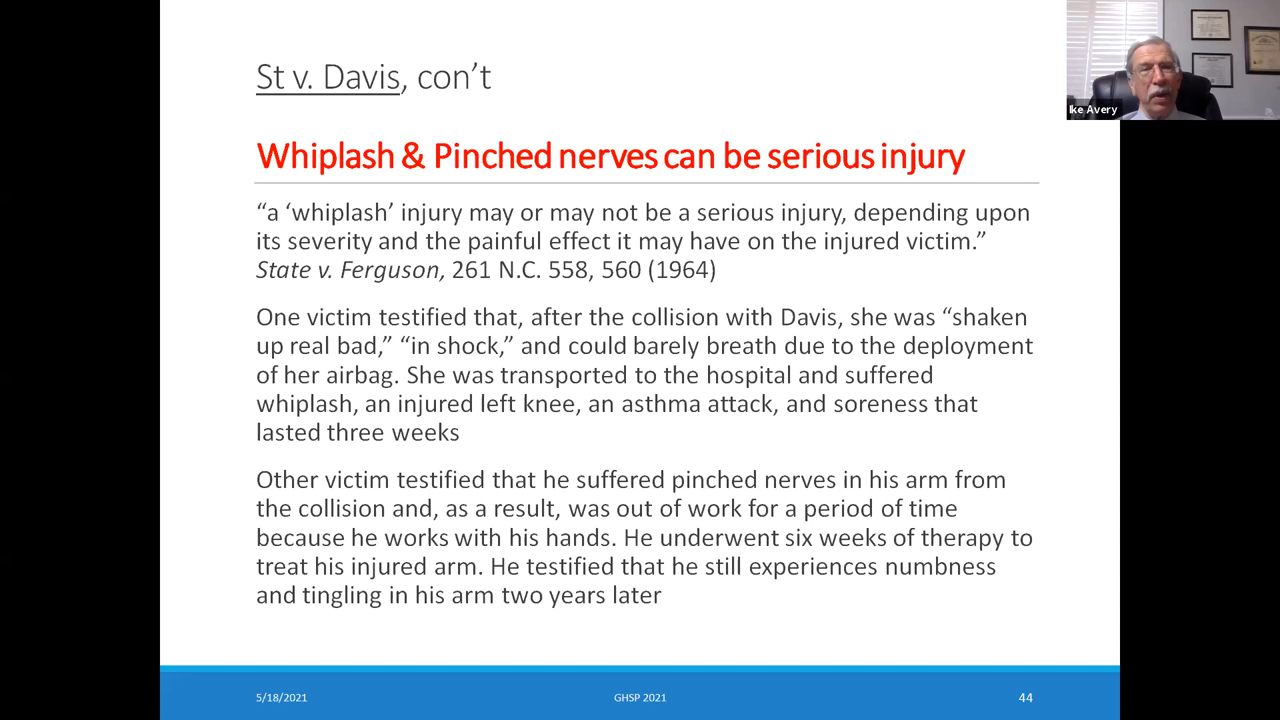 St v. Davis, con’t
Ike Avery
Whiplash & Pinched nerves can be serious injury
“a ‘whiplash’ injury may or may not be a serious injury, depending upon
its severity and the painful effect it may have on the injured victim.”
State v. Ferguson, 261 N.C. 558, 560 (1964)
One victim testified that, after the collision with Davis, she was “shaken
up real bad,” “in shock,” and could barely breath due to the deployment
of her airbag. She was transported to the hospital and suffered
whiplash, an injured left knee, an asthma attack, and soreness that
lasted three weeks
Other victim testified that he suffered pinched nerves in his arm from
the collision and, as a result, was out of work for a period of time
because he works with his hands. He underwent six weeks of therapy to
treat his injured arm. He testified that he still experiences numbness
and tingling in his arm two years later
5/18/2021
GHSP 2021
44